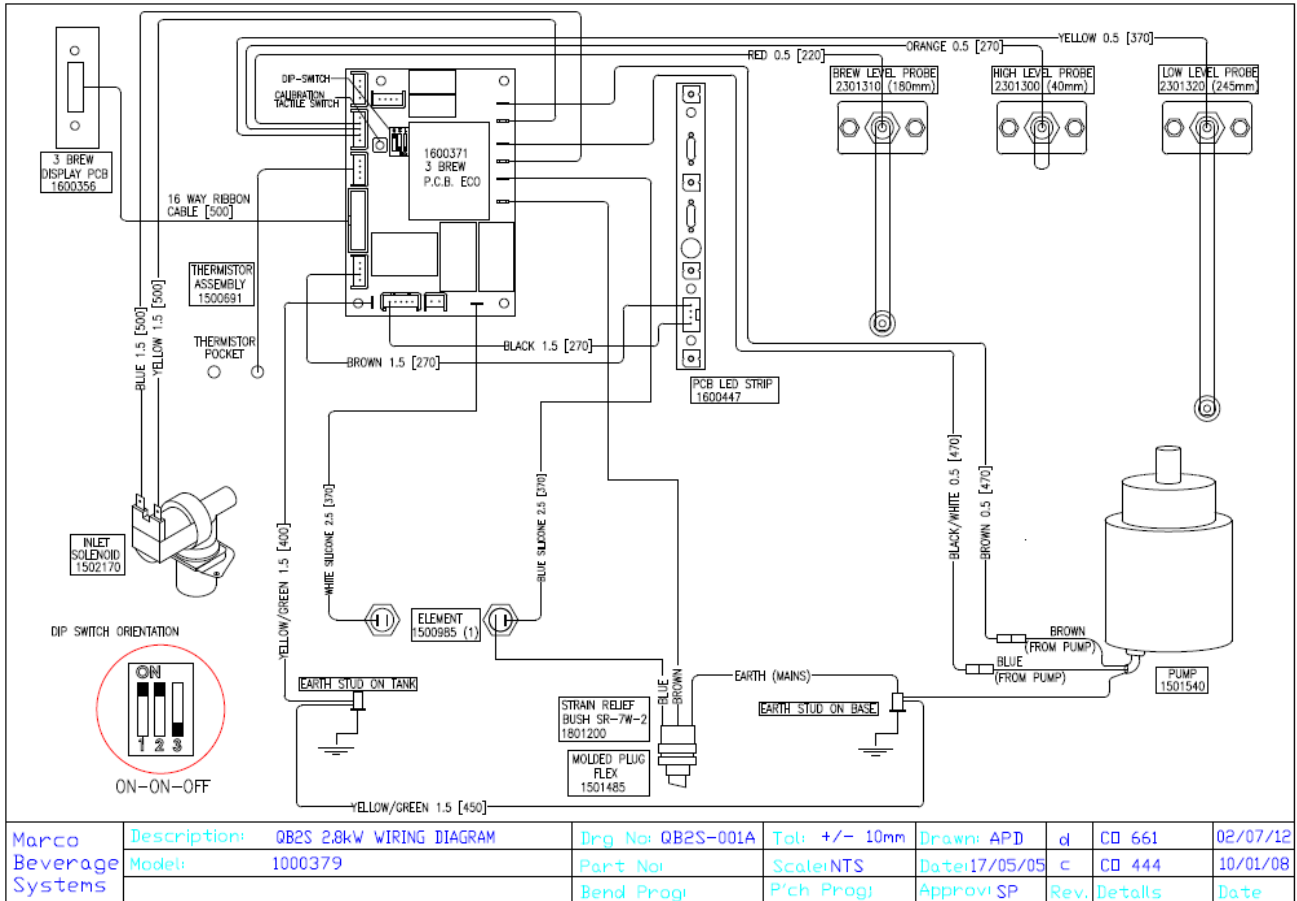 YELLOW 0.5 [370]
ORANGE 0.5 [270]
RED 0.5 [220]
DIP-SWITCH
CALIBRATION
TACTILE SWITCH
BREW LEVEL PROBE
2301310 (180mm)
HIGH LEVEL PROBE
2301300 (40mm)
LOW LEVEL PROBE
2301320 (245mm)
3 BREW
DISPLAY PCB
1600356
1600371
3 BREW
P.C.B. ECO
16 WAY RIBBON
CABLE [500]
THERMISTOR
ASSEMBLY
1500691
THERMISTOR
POCKET
BLUE 1.5 [500]
YELLOW 1.5 [500]
BLACK 1.5 [270]
BROWN 1.5 [270]
PCB LED STRIP
1600447
WHITE SILICONE 2.5 [370]
BLUE SILICONE 2.5 [370]
BLACK/WHITE 0.5 [470]
BROWN 0.5 [470]
YELLOW/GREEN 1.5 [400]
INLET
SOLENOID
1502170
ELEMENT
1500985 (1)
DIP SWITCH ORIENTATION
ON
1 2 3
ON-ON-OFF
EARTH STUD ON TANK
BLUE
BROWN
EARTH (MAINS)
EARTH STUD ON BASE
BROWN
(FROM PUMP)
BLUE
(FROM PUMP)
PUMP
1501540
STRAIN RELIEF
BUSH SR-7W-2
1801200
MOLDED PLUG
FLEX
1501485
YELLOW/GREEN 1.5 [450]
Marco
Beverage
Systems
Description: QB2S 2.8kW WIRING DIAGRAM
Drg No: QB2S-001A
Tol: +/- 10mm
Drawn: APD
d
CO 661
02/07/12
Model: 1000379
Part No:
Scale: NTS
Date: 17/05/05
c
CO 444
10/01/08
Bend Prog:
P'ch Prog:
Approv: SP
Rev.
Details
Date